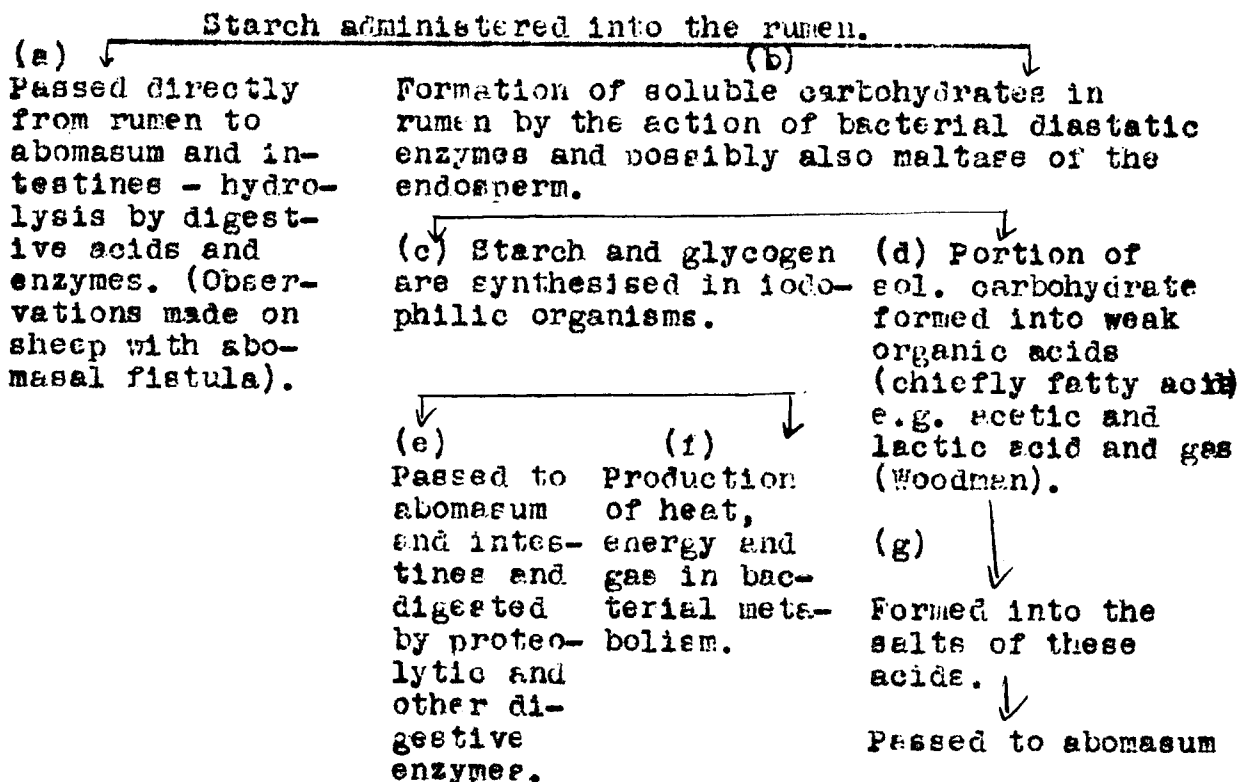 Starch administered into the rumen.
(a)
Passed directly
from rumen to
abomasum and in-
testines - hydro-
lysis by digest-
ive acids and
enzymes. (Obser-
vations made on
sheep with abo-
masal fistula).
(b)
Formation of soluble carbohydrates in
rumen by the action of bacterial diastatic
enzymes and possibly also maltase of the
endosperm.
(c) Starch and glycogen
are synthesised in iodo-
philic organisms.
(d) Portion of
sol. carbohydrate
formed into weak
organic acids
(chiefly fatty acid)
e.g. acetic and
lactic acid and gas
(Woodman).
(e)
Passed to
abomasum
and intes-
tines and
digested
by proteo-
lytic and
other di-
gestive
enzymes.
(f)
Production
of heat,
energy and
gas in bac-
terial meta-
bolism.
(g)
Formed into the
salts of these
acids.
Passed to abomasum